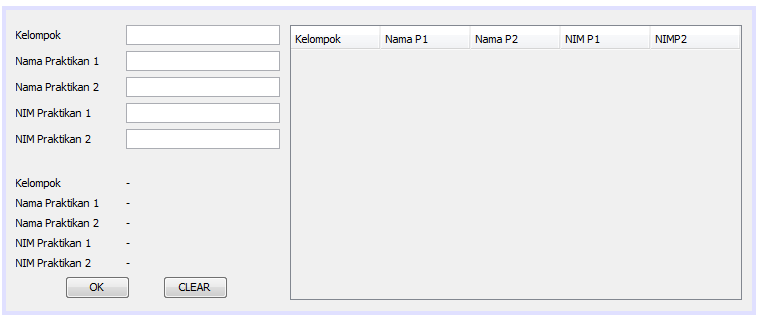 Kelompok
Nama Praktikan 1
Nama Praktikan 2
NIM Praktikan 1
NIM Praktikan 2
Kelompok -
Nama Praktikan 1 -
Nama Praktikan 2 -
NIM Praktikan 1 -
NIM Praktikan 2 -
OK CLEAR
Kelompok Nama P1 Nama P2 NIM P1 NIMP2